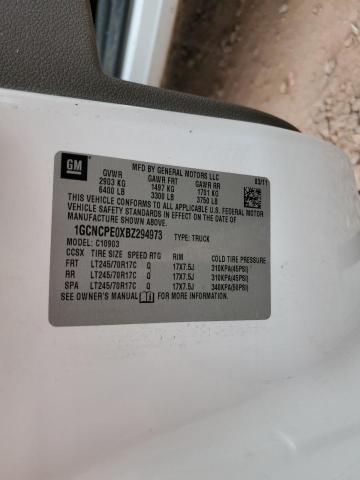 GM
MFD BY GENERAL MOTORS LLC 03/11
GVWR GAWR FRT GAWR RR
2903 KG 1497 KG 1701 KG
6400 LB 3300 LB 3750 LB
THIS VEHICLE CONFORMS TO ALL APPLICABLE U.S. FEDERAL MOTOR
VEHICLE SAFETY STANDARDS IN EFFECT ON THE DATE OF
MANUFACTURE SHOWN ABOVE.
1GCNCPE0XBZ294973 TYPE: TRUCK
MODEL: C10903
CCSX TIRE SIZE SPEED RTG RIM COLD TIRE PRESSURE
FRT LT245/70R17C Q 17X7.5J 310KPA(45PSI)
RR LT245/70R17C Q 17X7.5J 310KPA(45PSI)
SPA LT245/70R17C Q 17X7.5J 340KPA(50PSI)
SEE OWNER'S MANUAL FOR MORE INFORMATION.